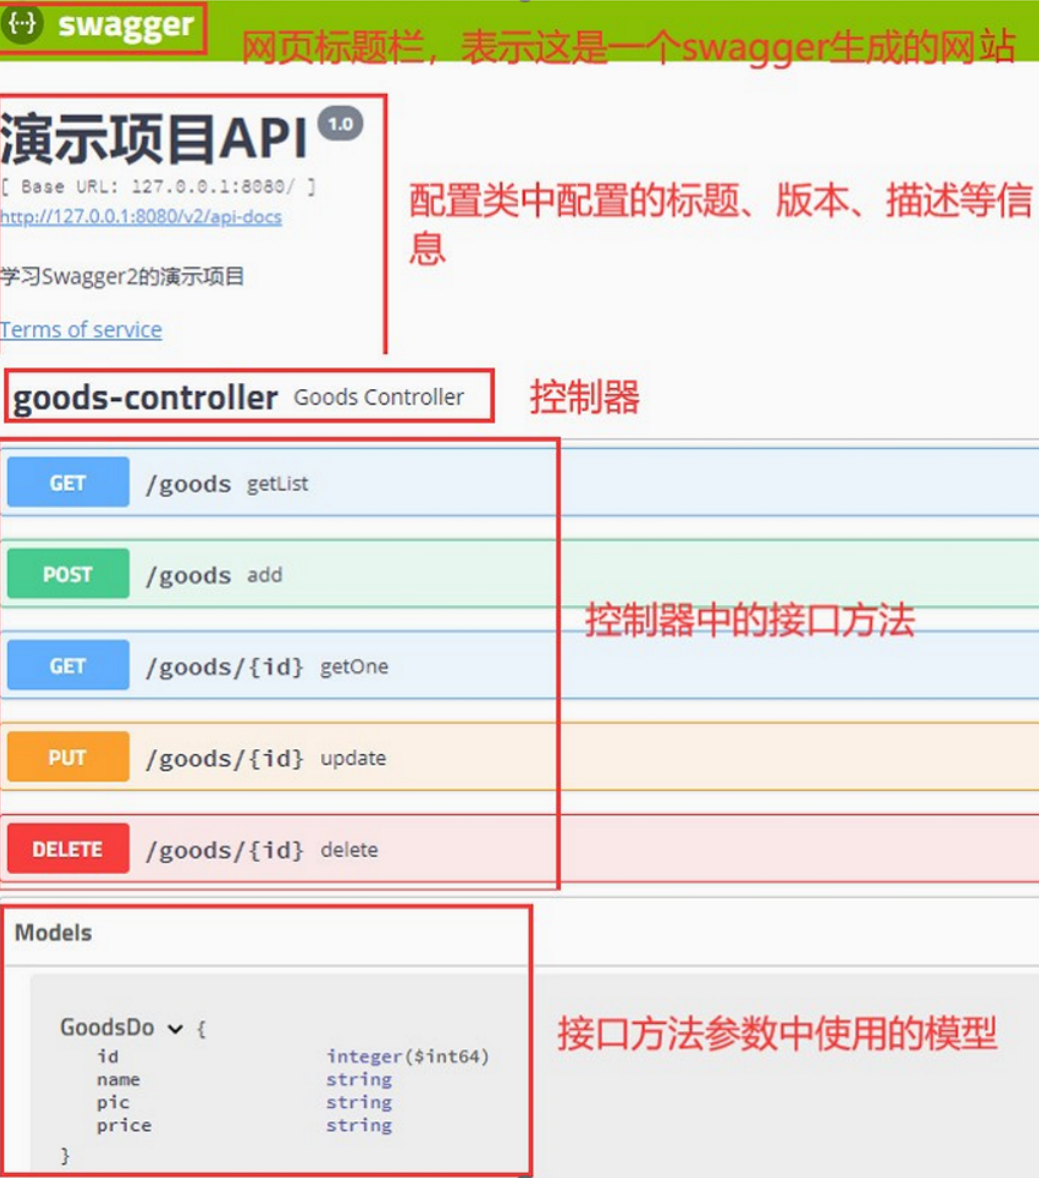 {···} swagger
网页标题栏，表示这是一个swagger生成的网站
演示项目API 1.0
[ Base URL: 127.0.0.1:8080/ ]
http://127.0.0.1:8080/v2/api-docs
学习Swagger2的演示项目
Terms of service
配置类中配置的标题、版本、描述等信
息
goods-controller Goods Controller
控制器
GET /goods getList
POST /goods add
控制器中的接口方法
GET /goods/{id} getOne
PUT /goods/{id} update
DELETE /goods/{id} delete
Models
GoodsDo {
id integer($int64)
name string
pic string
price string
}
接口方法参数中使用的模型